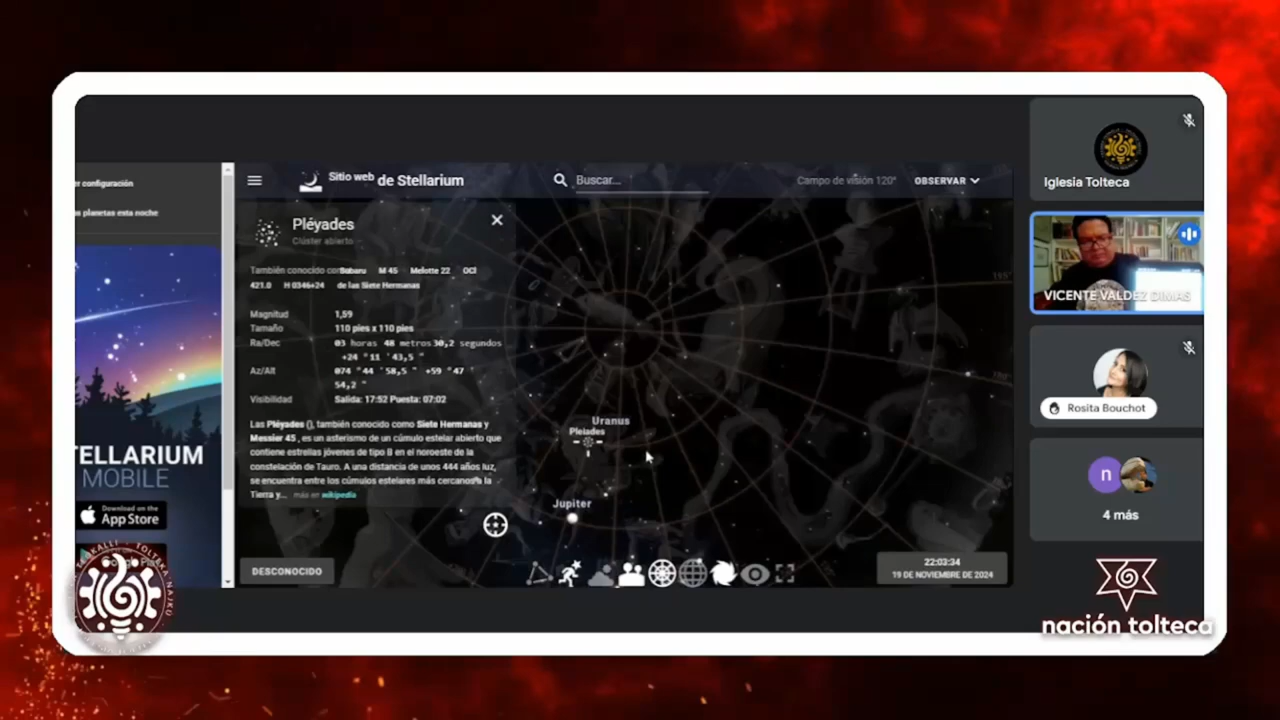 er configuración
us planetas esta noche
TELLARIUM
MOBILE
Download on the
App Store
Sitio web de Stellarium
Buscar...
Campo de visión 120°
OBSERVAR
Pléyades
Clúster abierto
También conocido com Subaru M 45 Melotte 22 OCl
421.0 H 0346+24 de las Siete Hermanas
Magnitud 1,59
Tamaño 110 pies x 110 pies
Ra/Dec 03 horas 48 metros 30,2 segundos
+24 °11 '43,5 "
Az/Alt 074 °44 '58,5 " +59 °47 '
54,2 "
Visibilidad Salida: 17:52 Puesta: 07:02
Las Pléyades (), también conocido como Siete Hermanas y
Messier 45 , es un asterismo de un cúmulo estelar abierto que
contiene estrellas jóvenes de tipo B en el noroeste de la
constelación de Tauro. A una distancia de unos 444 años luz,
se encuentra entre los cúmulos estelares más cercanos a la
Tierra y... más en wikipedia
Uranus
Pleiades
Jupiter
DESCONOCIDO
22:03:34
19 DE NOVIEMBRE DE 2024
Iglesia Tolteca
VICENTE VALDEZ DIMAS
Rosita Bouchot
n
4 más
nación tolteca